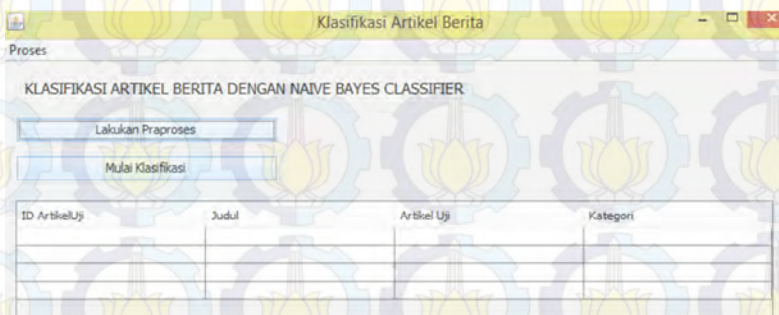 Klasifikasi Artikel Berita
Proses
KLASIFIKASI ARTIKEL BERITA DENGAN NAIVE BAYES CLASSIFIER
Lakukan Praproses
Mulai Klasifikasi
ID ArtikelUji Judul Artikel Uji Kategori